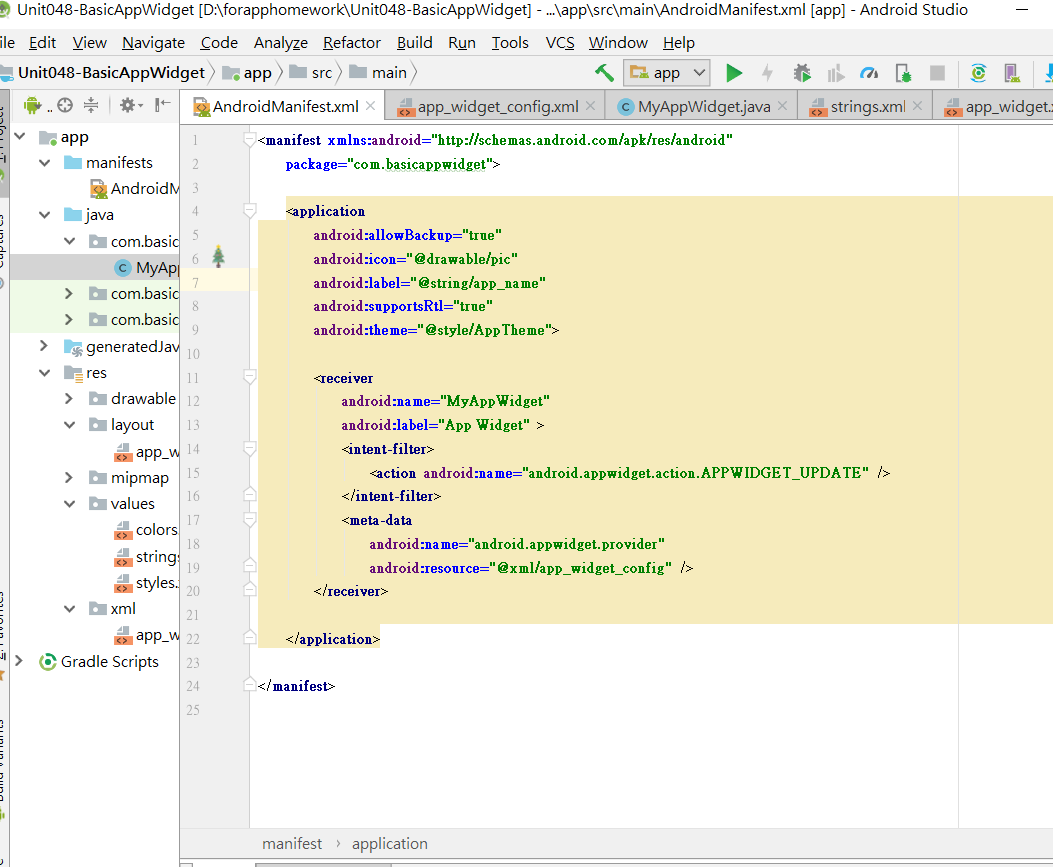 Unit048-BasicAppWidget [D:\forapphomework\Unit048-BasicAppWidget] - ...\app\src\main\AndroidManifest.xml [app] - Android Studio
ile Edit View Navigate Code Analyze Refactor Build Run Tools VCS Window Help
Unit048-BasicAppWidget app src main app
AndroidManifest.xml app_widget_config.xml MyAppWidget.java strings.xml app_widget.
app
manifests
AndroidM
java
com.basic
MyAp
com.basic
com.basic
generatedJav
res
drawable
layout
app_w
mipmap
values
colors
strings
styles.
xml
app_w
Gradle Scripts
1 <manifest xmlns:android="http://schemas.android.com/apk/res/android"
2 package="com.basicappwidget">
3
4 <application
5 android:allowBackup="true"
6 android:icon="@drawable/pic"
7 android:label="@string/app_name"
8 android:supportsRtl="true"
9 android:theme="@style/AppTheme">
10
11 <receiver
12 android:name="MyAppWidget"
13 android:label="App Widget" >
14 <intent-filter>
15 <action android:name="android.appwidget.action.APPWIDGET_UPDATE" />
16 </intent-filter>
17 <meta-data
18 android:name="android.appwidget.provider"
19 android:resource="@xml/app_widget_config" />
20 </receiver>
21
22 </application>
23
24 </manifest>
25
manifest › application